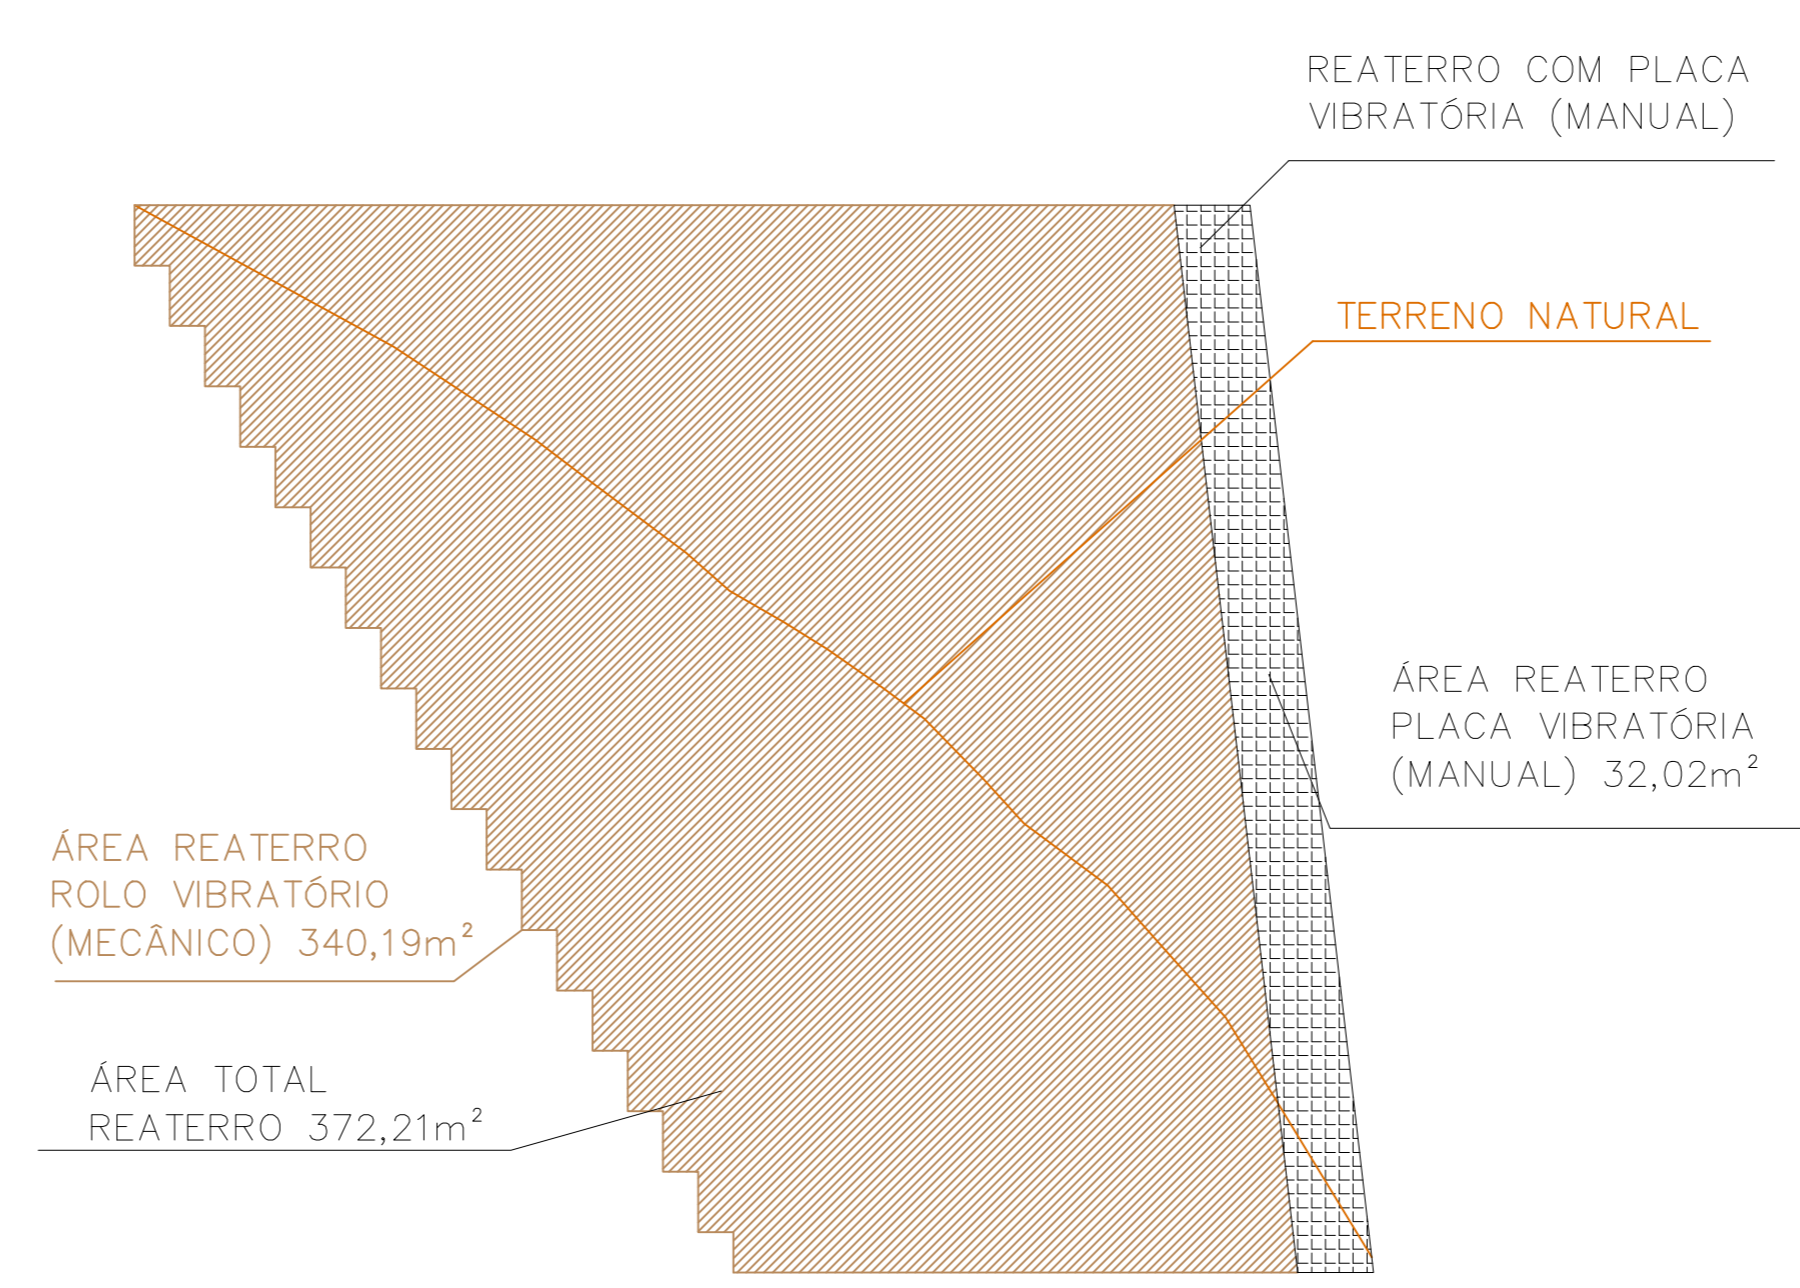 REATERRO COM PLACA
VIBRATÓRIA (MANUAL)
TERRENO NATURAL
ÁREA REATERRO
PLACA VIBRATÓRIA
(MANUAL) 32,02m²
ÁREA REATERRO
ROLO VIBRATÓRIO
(MECÂNICO) 340,19m²
ÁREA TOTAL
REATERRO 372,21m²